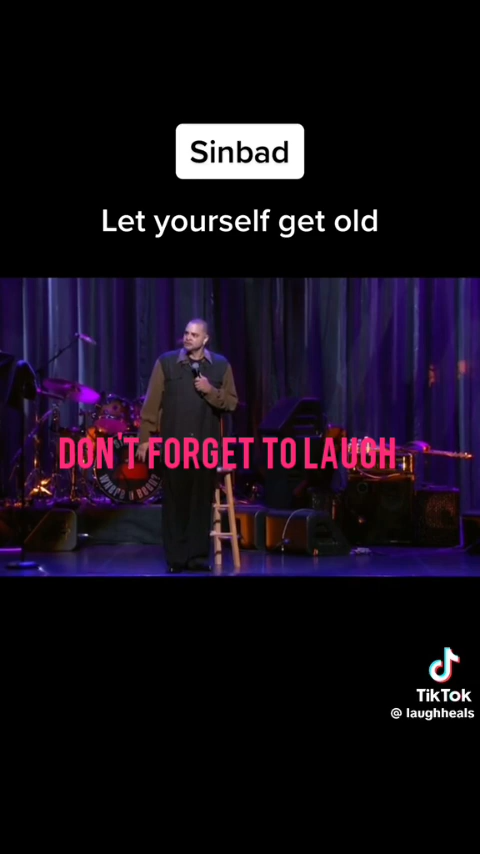 Sinbad
Let yourself get old
DON'T FORGET TO LAUGH
TikTok
@ laughheals